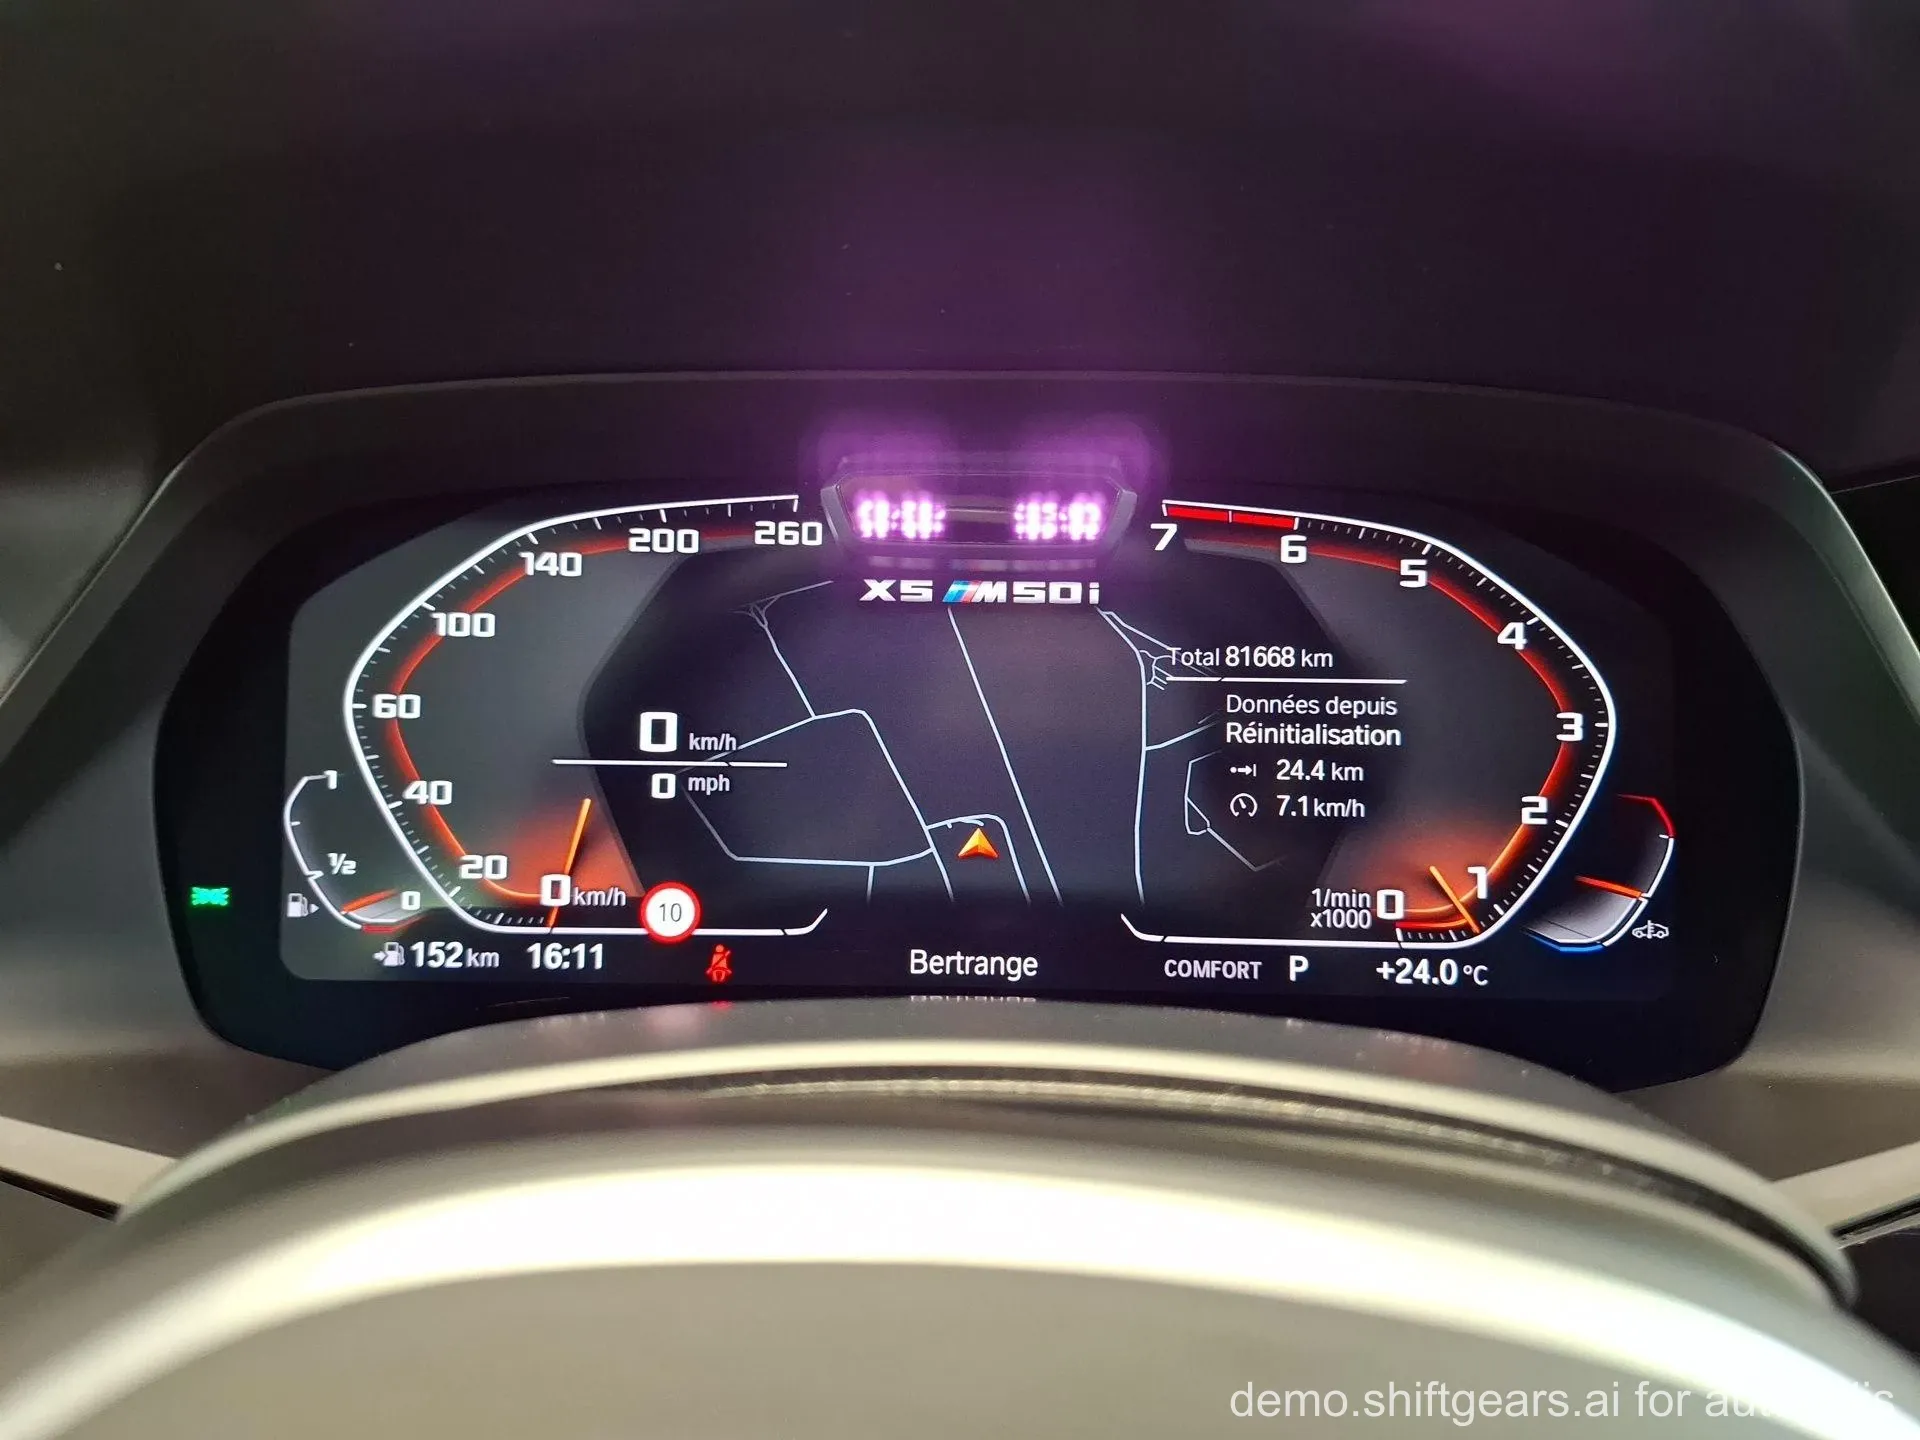 260
200
140
100
60
40
20
0 km/h
X5 M50i
7
6
5
4
3
2
1
0
1/min
x1000
0 km/h
0 mph
Total 81668 km
Données depuis
Réinitialisation
24.4 km
7.1 km/h
1
1/2
0
10
152 km
16:11
Bertrange
COMFORT P
+24.0 °C
demo.shiftgears.ai for